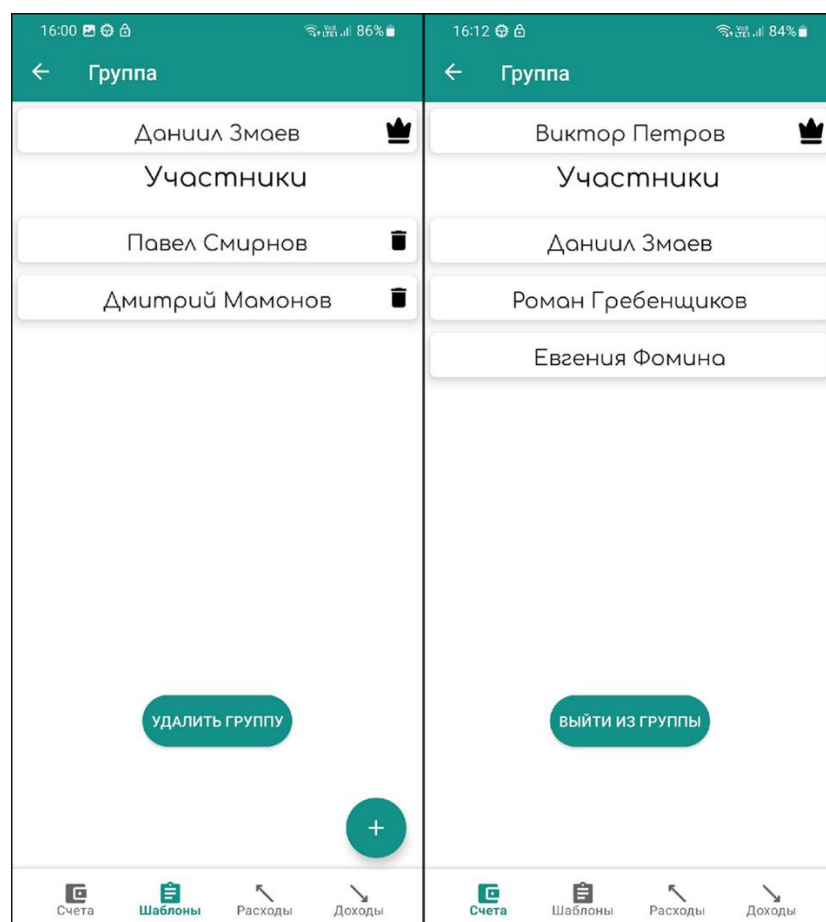 16:00 86%
Группа
Даниил Змаев
Участники
Павел Смирнов
Дмитрий Мамонов
УДАЛИТЬ ГРУППУ
+
Счета Шаблоны Расходы Доходы
16:12 84%
Группа
Виктор Петров
Участники
Даниил Змаев
Роман Гребенщиков
Евгения Фомина
ВЫЙТИ ИЗ ГРУППЫ
Счета Шаблоны Расходы Доходы